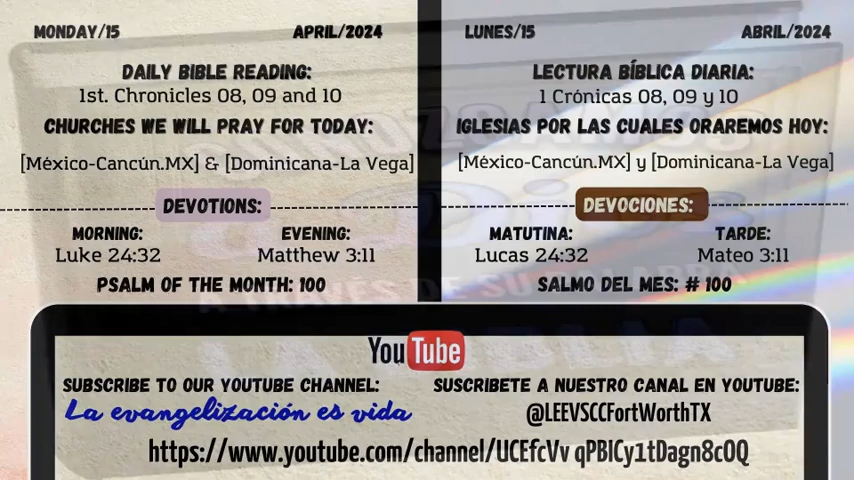 MONDAY/15 APRIL/2024
DAILY BIBLE READING:
1st. Chronicles 08, 09 and 10
CHURCHES WE WILL PRAY FOR TODAY:
[México-Cancún.MX] & [Dominicana-La Vega]
DEVOTIONS:
MORNING: EVENING:
Luke 24:32 Matthew 3:11
PSALM OF THE MONTH: 100
LUNES/15 ABRIL/2024
LECTURA BÍBLICA DIARIA:
1 Crónicas 08, 09 y 10
IGLESIAS POR LAS CUALES ORAREMOS HOY:
[México-Cancún.MX] y [Dominicana-La Vega]
DEVOCIONES:
MATUTINA: TARDE:
Lucas 24:32 Mateo 3:11
SALMO DEL MES: # 100
A TRAVÉS DE SU PALABRA
YouTube
SUBSCRIBE TO OUR YOUTUBE CHANNEL:
La evangelización es vida
SUSCRIBETE A NUESTRO CANAL EN YOUTUBE:
@LEEVSCCFortWorthTX
https://www.youtube.com/channel/UCEfcVv qPBlCy1tDagn8cOQ